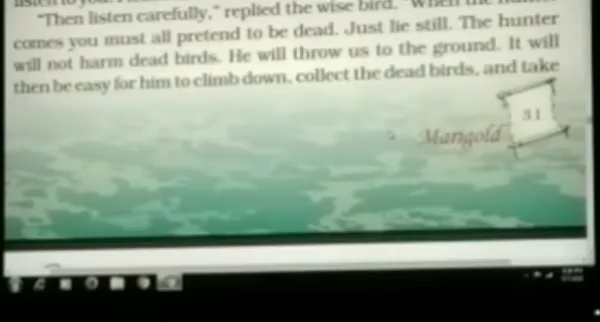 "Then listen carefully," replied the wise bird. "When the
comes you must all pretend to be dead. Just lie still. The hunter
will not harm dead birds. He will throw us to the ground. It will
then be easy for him to climb down, collect the dead birds, and take
31
Marigold